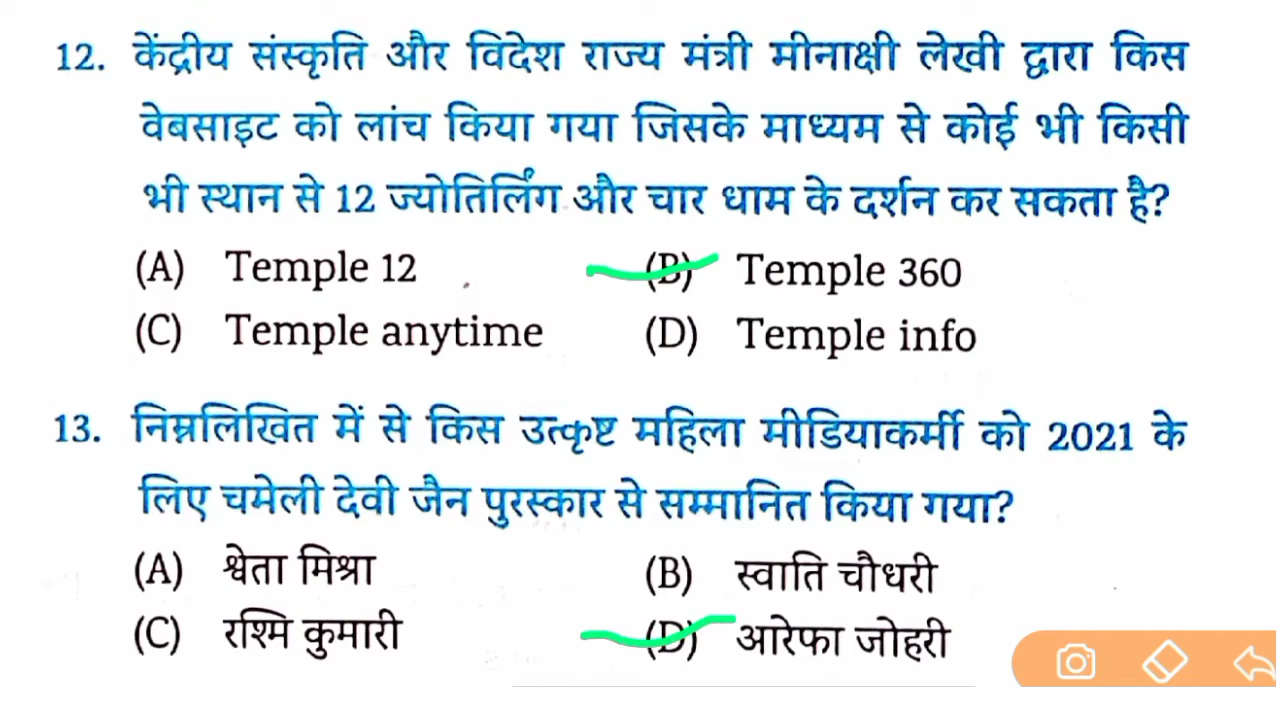 12. केंद्रीय संस्कृति और विदेश राज्य मंत्री मीनाक्षी लेखी द्वारा किस
वेबसाइट को लांच किया गया जिसके माध्यम से कोई भी किसी
भी स्थान से 12 ज्योतिर्लिंग और चार धाम के दर्शन कर सकता है?
(A) Temple 12 (B) Temple 360
(C) Temple anytime (D) Temple info
13. निम्नलिखित में से किस उत्कृष्ट महिला मीडियाकर्मी को 2021 के
लिए चमेली देवी जैन पुरस्कार से सम्मानित किया गया?
(A) श्वेता मिश्रा (B) स्वाति चौधरी
(C) रश्मि कुमारी (D) आरेफा जोहरी